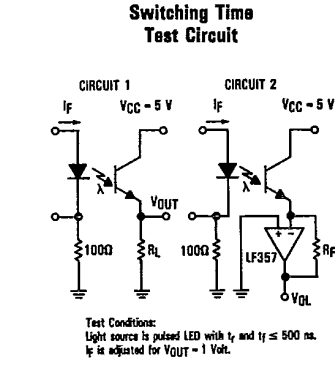 Switching Time
Test Circuit
CIRCUIT 1
CIRCUIT 2
IF
VCC = 5 V
IF
VCC = 5 V
λ
λ
VOUT
+ -
100Ω
RL
100Ω
LF357
RF
VOL
Test Conditions:
Light source is pulsed LED with tr and tf ≤ 500 ns.
IF is adjusted for VOUT = 1 Volt.